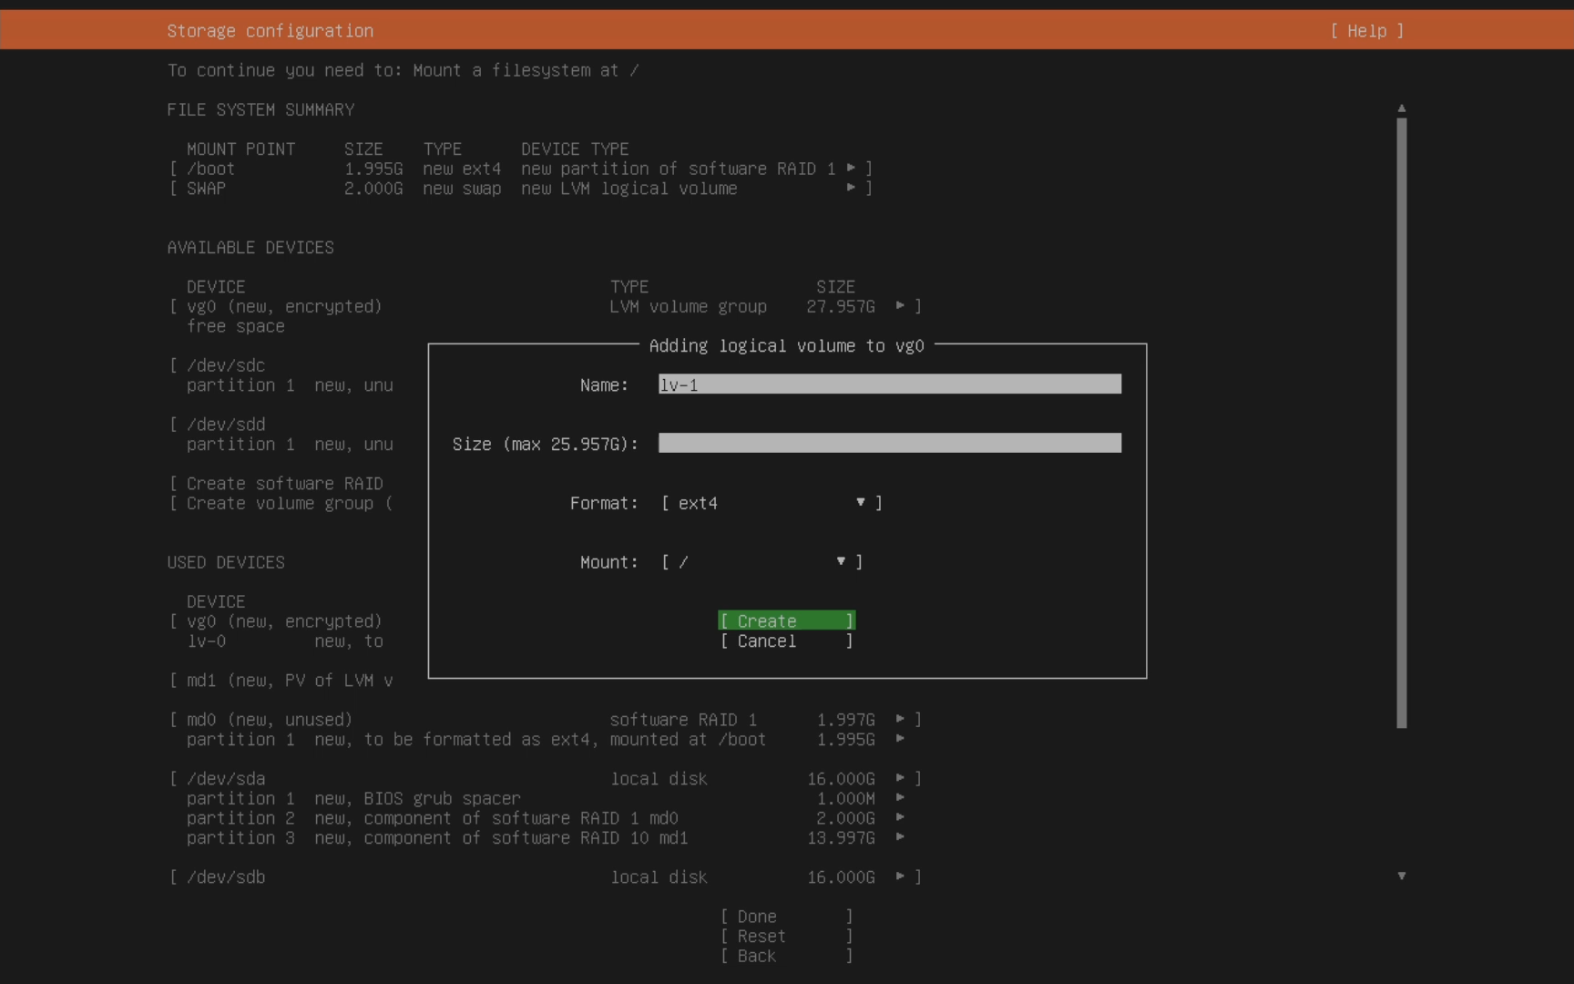 Storage configuration [ Help ]
To continue you need to: Mount a filesystem at /
FILE SYSTEM SUMMARY
MOUNT POINT SIZE TYPE DEVICE TYPE
[ /boot 1.995G new ext4 new partition of software RAID 1 ▸ ]
[ SWAP 2.000G new swap new LVM logical volume ▸ ]
AVAILABLE DEVICES
DEVICE TYPE SIZE
[ vg0 (new, encrypted) LVM volume group 27.957G ▸ ]
free space
[ /dev/sdc
partition 1 new, unu
[ /dev/sdd
partition 1 new, unu
[ Create software RAID
[ Create volume group (
USED DEVICES
DEVICE
[ vg0 (new, encrypted)
lv-0 new, to
[ md1 (new, PV of LVM v
Adding logical volume to vg0
Name: lv-1
Size (max 25.957G):
Format: [ ext4 ▾ ]
Mount: [ / ▾ ]
[ Create ]
[ Cancel ]
[ md0 (new, unused) software RAID 1 1.997G ▸ ]
partition 1 new, to be formatted as ext4, mounted at /boot 1.995G ▸
[ /dev/sda local disk 16.000G ▸ ]
partition 1 new, BIOS grub spacer 1.000M ▸
partition 2 new, component of software RAID 1 md0 2.000G ▸
partition 3 new, component of software RAID 10 md1 13.997G ▸
[ /dev/sdb local disk 16.000G ▸ ]
[ Done ]
[ Reset ]
[ Back ]